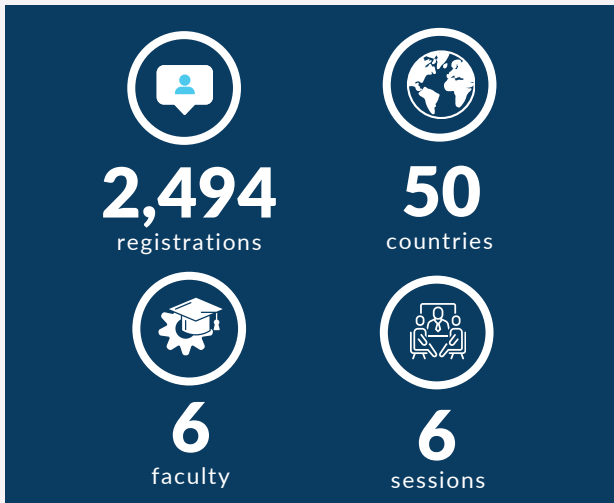 2,494
registrations
50
countries
6
faculty
6
sessions